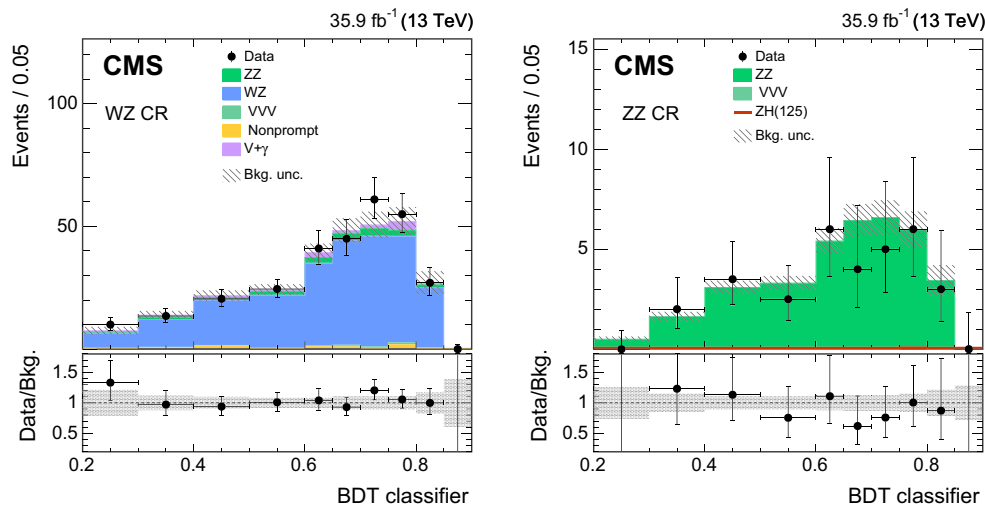 35.9 fb⁻¹ (13 TeV)
Events / 0.05
100
50
CMS
WZ CR
Data
ZZ
WZ
VVV
Nonprompt
V+γ
Bkg. unc.
Data/Bkg.
1.5
1
0.5
0.2 0.4 0.6 0.8
BDT classifier
35.9 fb⁻¹ (13 TeV)
Events / 0.05
15
10
5
CMS
ZZ CR
Data
ZZ
VVV
ZH(125)
Bkg. unc.
Data/Bkg.
1.5
1
0.5
0.2 0.4 0.6 0.8
BDT classifier